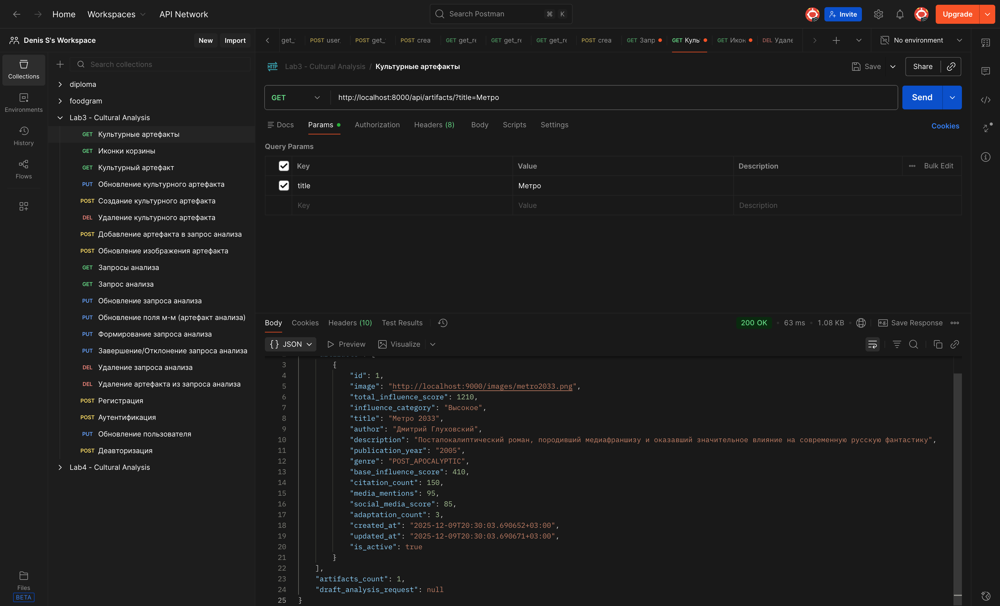 Home Workspaces API Network Search Postman ⌘ K Invite Upgrade
Denis S's Workspace New Import
get_ POST user POST get_ POST crea GET get_re GET get_re GET get_re POST crea GET Запр GET Куль GET Икон DEL Удале No environment
Collections
Environments
History
Flows
Files
BETA
Search collections
diploma
foodgram
Lab3 - Cultural Analysis
GET Культурные артефакты
GET Иконки корзины
GET Культурный артефакт
PUT Обновление культурного артефакта
POST Создание культурного артефакта
DEL Удаление культурного артефакта
POST Добавление артефакта в запрос анализа
POST Обновление изображения артефакта
GET Запросы анализа
GET Запрос анализа
PUT Обновление запроса анализа
PUT Обновление поля м-м (артефакт анализа)
PUT Формирование запроса анализа
PUT Завершение/Отклонение запроса анализа
DEL Удаление запроса анализа
DEL Удаление артефакта из запроса анализа
POST Регистрация
POST Аутентификация
PUT Обновление пользователя
POST Деавторизация
Lab4 - Cultural Analysis
HTTP Lab3 - Cultural Analysis / Культурные артефакты Save Share
GET http://localhost:8000/api/artifacts/?title=Метро Send
Docs Params Authorization Headers (8) Body Scripts Settings Cookies
Query Params
Key Value Description Bulk Edit
title Метро
Key Value Description
Body Cookies Headers (10) Test Results 200 OK 63 ms 1.08 KB e.g. Save Response
{} JSON Preview Visualize
3 {
4 "id": 1,
5 "image": "http://localhost:9000/images/metro2033.png",
6 "total_influence_score": 1210,
7 "influence_category": "Высокое",
8 "title": "Метро 2033",
9 "author": "Дмитрий Глуховский",
10 "description": "Постапокалиптический роман, породивший медиафраншизу и оказавший значительное влияние на современную русскую фантастику",
11 "publication_year": "2005",
12 "genre": "POST_APOCALYPTIC",
13 "base_influence_score": 410,
14 "citation_count": 150,
15 "media_mentions": 95,
16 "social_media_score": 85,
17 "adaptation_count": 3,
18 "created_at": "2025-12-09T20:30:03.690652+03:00",
19 "updated_at": "2025-12-09T20:30:03.690671+03:00",
20 "is_active": true
21 }
22 ],
23 "artifacts_count": 1,
24 "draft_analysis_request": null
25 }